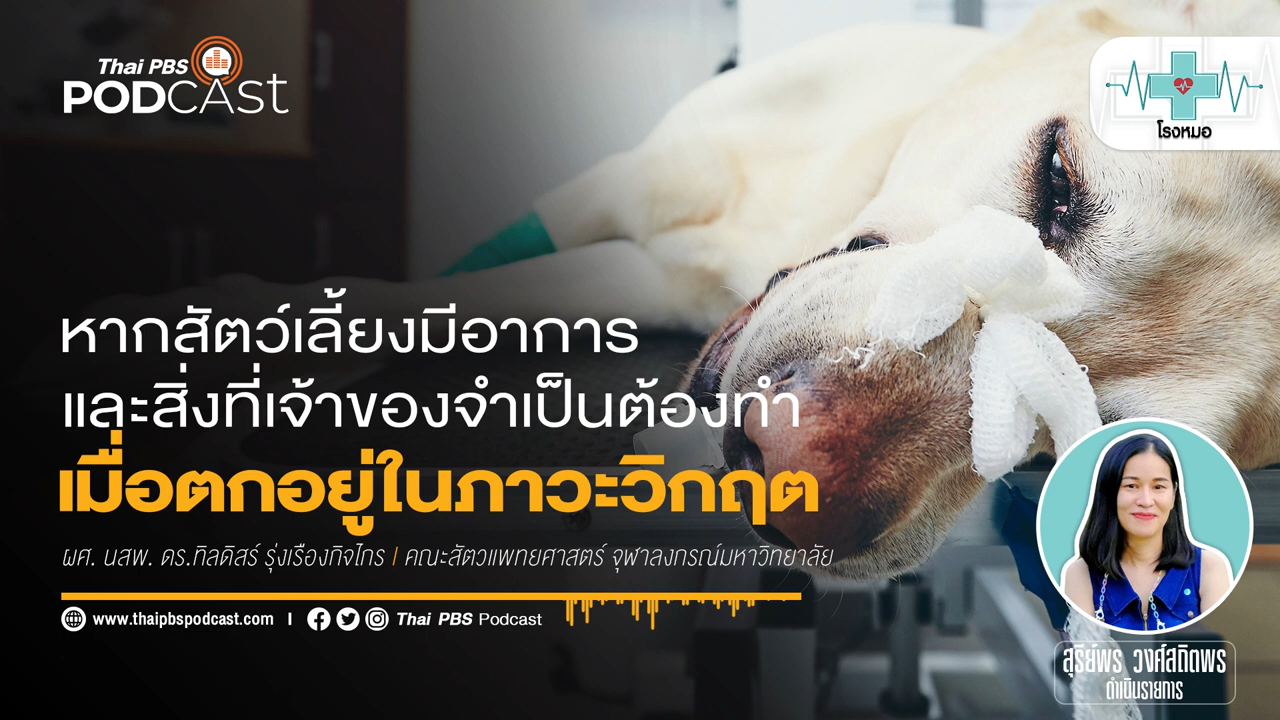 Thai PBS
PODCAST
โรงหมอ
หากสัตว์เลี้ยงมีอาการ
และสิ่งที่เจ้าของจำเป็นต้องทำ
เมื่อตกอยู่ในภาวะวิกฤต
ผศ. นสพ. ดร.ทิลดิสร์ รุ่งเรืองกิจไกร I คณะสัตวแพทยศาสตร์ จุฬาลงกรณ์มหาวิทยาลัย
www.thaipbspodcast.com I Thai PBS Podcast
สุรีย์พร วงศ์สถิตพร
ดำเนินรายการ